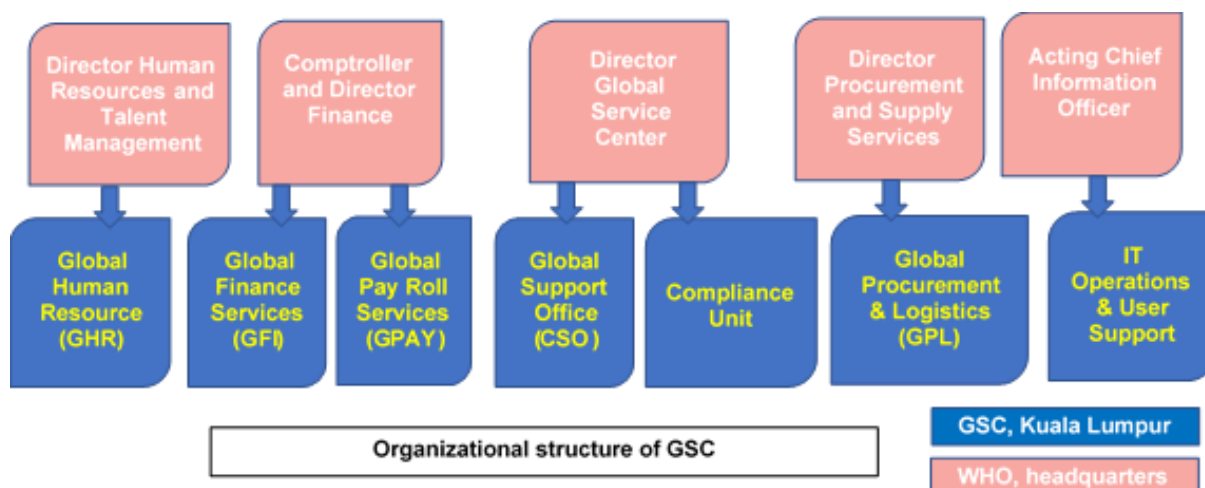 Director Human
Resources and
Talent
Management
Comptroller
and Director
Finance
Director
Global
Service
Center
Director
Procurement
and Supply
Services
Acting Chief
Information
Officer
Global
Human
Resource
(GHR)
Global
Finance
Services
(GFI)
Global
Pay Roll
Services
(GPAY)
Global
Support
Office
(CSO)
Compliance
Unit
Global
Procurement
& Logistics
(GPL)
IT
Operations
& User
Support
Organizational structure of GSC
GSC, Kuala Lumpur
WHO, headquarters